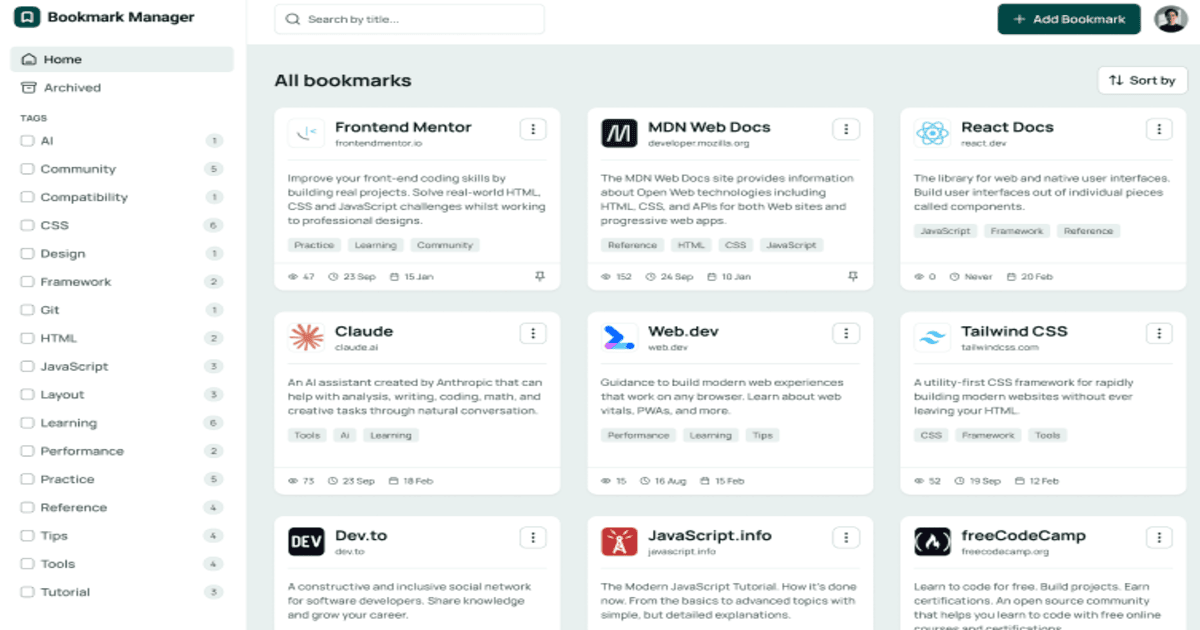 Bookmark Manager
Search by title...
+ Add Bookmark
Home
Archived
TAGS
AI 1
Community 5
Compatibility 1
CSS 6
Design 1
Framework 2
Git 1
HTML 2
JavaScript 3
Layout 3
Learning 6
Performance 2
Practice 5
Reference 4
Tips 4
Tools 4
Tutorial 3
All bookmarks
Sort by
Frontend Mentor
frontendmentor.io
Improve your front-end coding skills by
building real projects. Solve real-world HTML,
CSS and JavaScript challenges whilst working
to professional designs.
Practice Learning Community
47 23 Sep 15 Jan
MDN Web Docs
developer.mozilla.org
The MDN Web Docs site provides information
about Open Web technologies including
HTML, CSS, and APIs for both Web sites and
progressive web apps.
Reference HTML CSS JavaScript
152 24 Sep 10 Jan
React Docs
react.dev
The library for web and native user interfaces.
Build user interfaces out of individual pieces
called components.
JavaScript Framework Reference
0 Never 20 Feb
Claude
claude.ai
An AI assistant created by Anthropic that can
help with analysis, writing, coding, math, and
creative tasks through natural conversation.
Tools Ai Learning
73 23 Sep 18 Feb
Web.dev
web.dev
Guidance to build modern web experiences
that work on any browser. Learn about web
vitals, PWAs, and more.
Performance Learning Tips
15 16 Aug 15 Feb
Tailwind CSS
tailwindcss.com
A utility-first CSS framework for rapidly
building modern websites without ever
leaving your HTML.
CSS Framework Tools
52 19 Sep 12 Feb
DEV
Dev.to
dev.to
A constructive and inclusive social network
for software developers. Share knowledge
and grow your career.
JavaScript.info
javascript.info
The Modern JavaScript Tutorial. How it's done
now. From the basics to advanced topics with
simple, but detailed explanations.
freeCodeCamp
freecodecamp.org
Learn to code for free. Build projects. Earn
certifications. An open source community
that helps you learn to code with free online
courses and certifications.